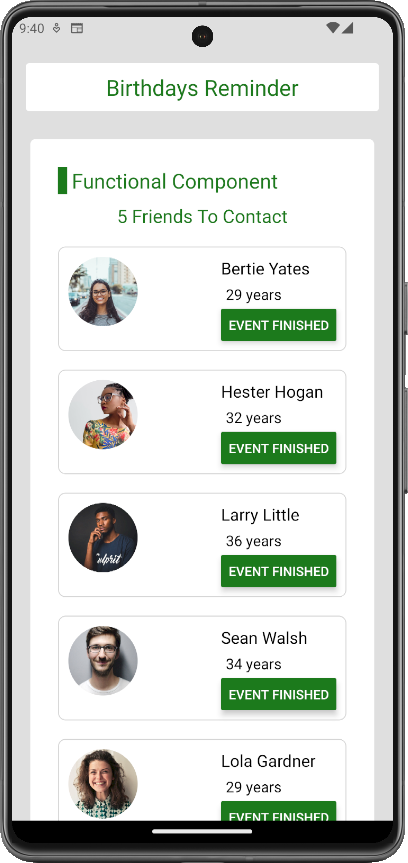 9:40
Birthdays Reminder
Functional Component
5 Friends To Contact
Bertie Yates
29 years
EVENT FINISHED
Hester Hogan
32 years
EVENT FINISHED
Larry Little
36 years
EVENT FINISHED
ulprit
Sean Walsh
34 years
EVENT FINISHED
Lola Gardner
29 years
EVENT FINISHED